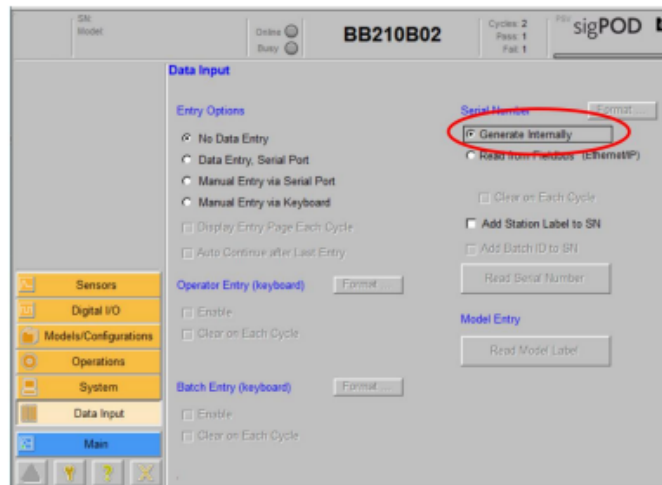 SN:
Model:
Online
Busy
BB210B02
Cycles: 2
Pass: 1
Fail: 1
sigPOD
Data Input
Entry Options
No Data Entry
Data Entry, Serial Port
Manual Entry via Serial Port
Manual Entry via Keyboard
Display Entry Page Each Cycle
Auto Continue after Last Entry
Operator Entry (keyboard)
Format ...
Enable
Clear on Each Cycle
Batch Entry (keyboard)
Format ...
Enable
Clear on Each Cycle
Serial Number
Format ...
Generate Internally
Read from Fieldbus (Ethernet/IP)
Clear on Each Cycle
Add Station Label to SN
Add Batch ID to SN
Read Serial Number
Model Entry
Read Model Label
Sensors
Digital I/O
Models/Configurations
Operations
System
Data Input
Main